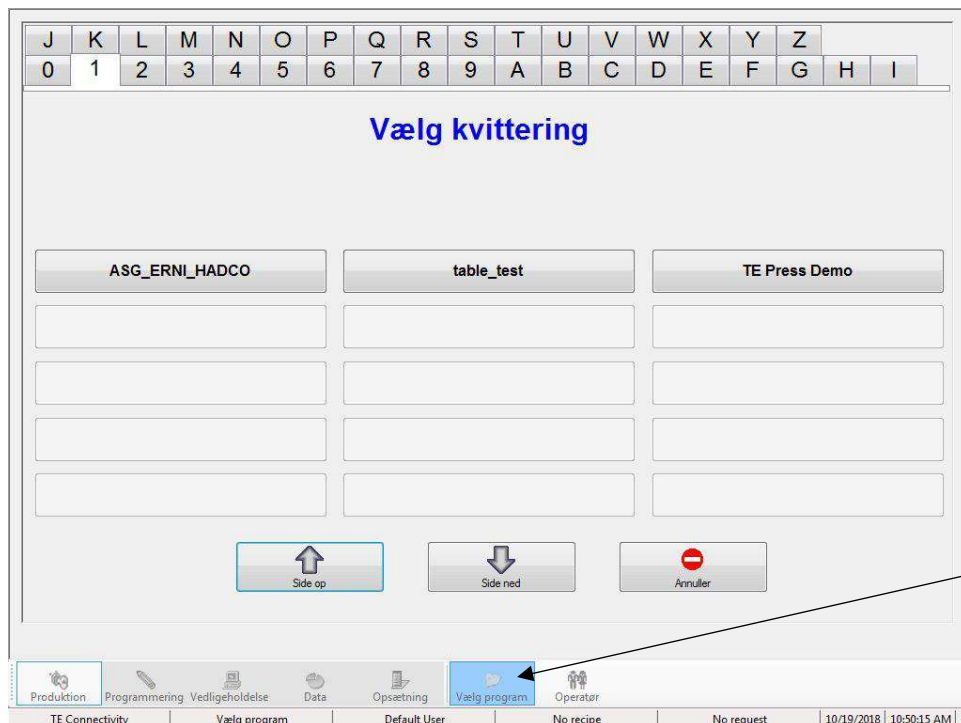 J K L M N O P Q R S T U V W X Y Z
0 1 2 3 4 5 6 7 8 9 A B C D E F G H I
Vælg kvittering
ASG_ERNI_HADCO table_test TE Press Demo
Side op Side ned Annuller
Produktion Programmering Vedligeholdelse Data Opsætning Vælg program Operatør
TE Connectivity Vælg program Default User No recipe No request 10/19/2018 10:50:15 AM